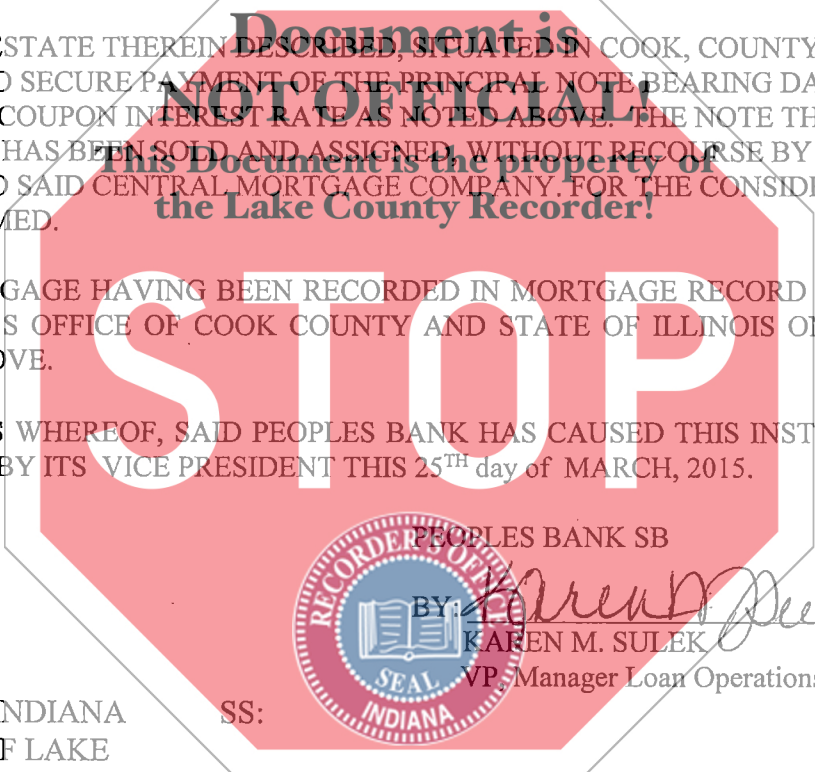 Document is
STATE THEREIN DESCRIBED, SITUATED IN COOK, COUNTY
SECURE PAYMENT OF THE PRINCIPAL NOTE BEARING DA
NOT OFFICIAL!
COUPON INTEREST RATE AS NOTED ABOVE. THE NOTE TH
HAS BEEN SOLD AND ASSIGNED, WITHOUT RECOURSE BY
This Document is the property of
SAID CENTRAL MORTGAGE COMPANY. FOR THE CONSIDE
the Lake County Recorder!
MED.
GAGE HAVING BEEN RECORDED IN MORTGAGE RECORD
S OFFICE OF COOK COUNTY AND STATE OF ILLINOIS ON
OVE.
STOP
S WHEREOF, SAID PEOPLES BANK HAS CAUSED THIS INST
BY ITS VICE PRESIDENT THIS 25TH day of MARCH, 2015.
PEOPLES BANK SB
RECORDER'S OFFICE
BY:
KAREN M. SULEK
SEAL
VP, Manager Loan Operations
INDIANA
NDIANA SS:
F LAKE